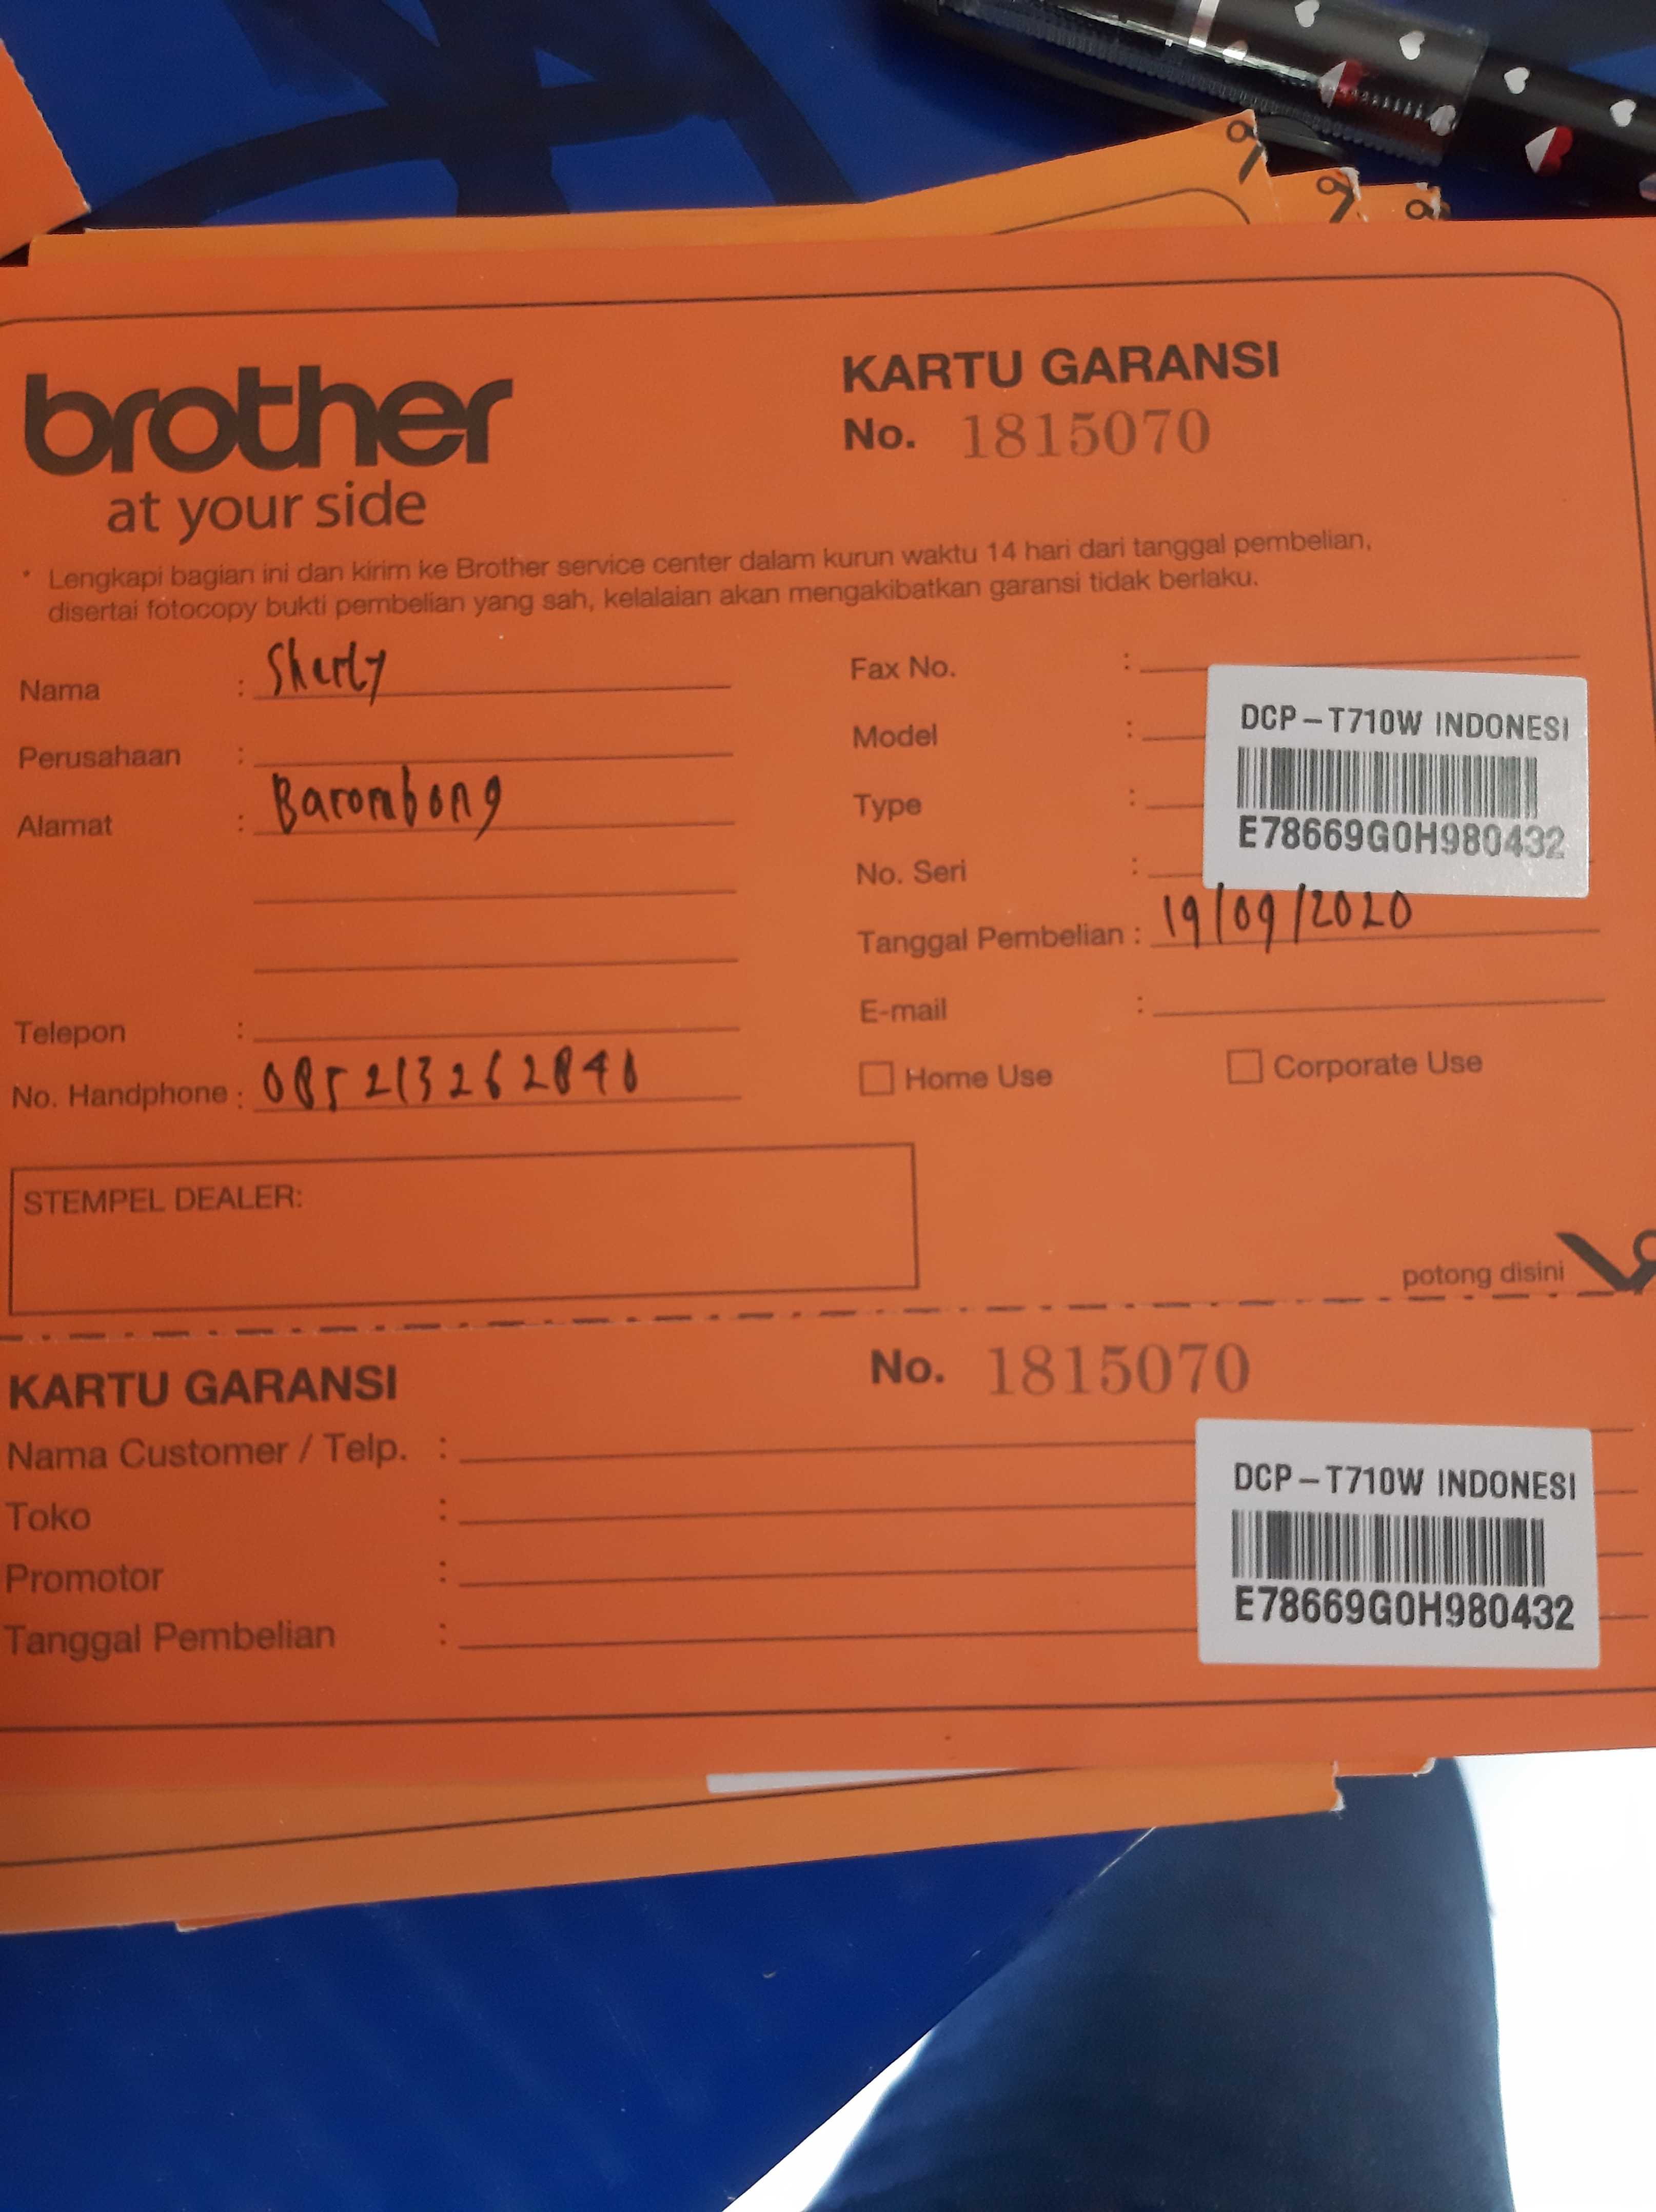 brother
at your side
KARTU GARANSI
No. 1815070
* Lengkapi bagian ini dan kirim ke Brother service center dalam kurun waktu 14 hari dari tanggal pembelian,
disertai fotocopy bukti pembelian yang sah, kelalaian akan mengakibatkan garansi tidak berlaku.
Nama : Sherly
Perusahaan :
Alamat : Barombong
Telepon :
No. Handphone :
Fax No. :
Model :
Type :
No. Seri :
DCP-T710W INDONESI
E78669G0H980432
Tanggal Pembelian : 19/09/2020
E-mail :
Home Use
Corporate Use
STEMPEL DEALER:
potong disini
KARTU GARANSI
No. 1815070
Nama Customer / Telp. :
Toko :
Promotor :
Tanggal Pembelian :
DCP-T710W INDONESI
E78669G0H980432